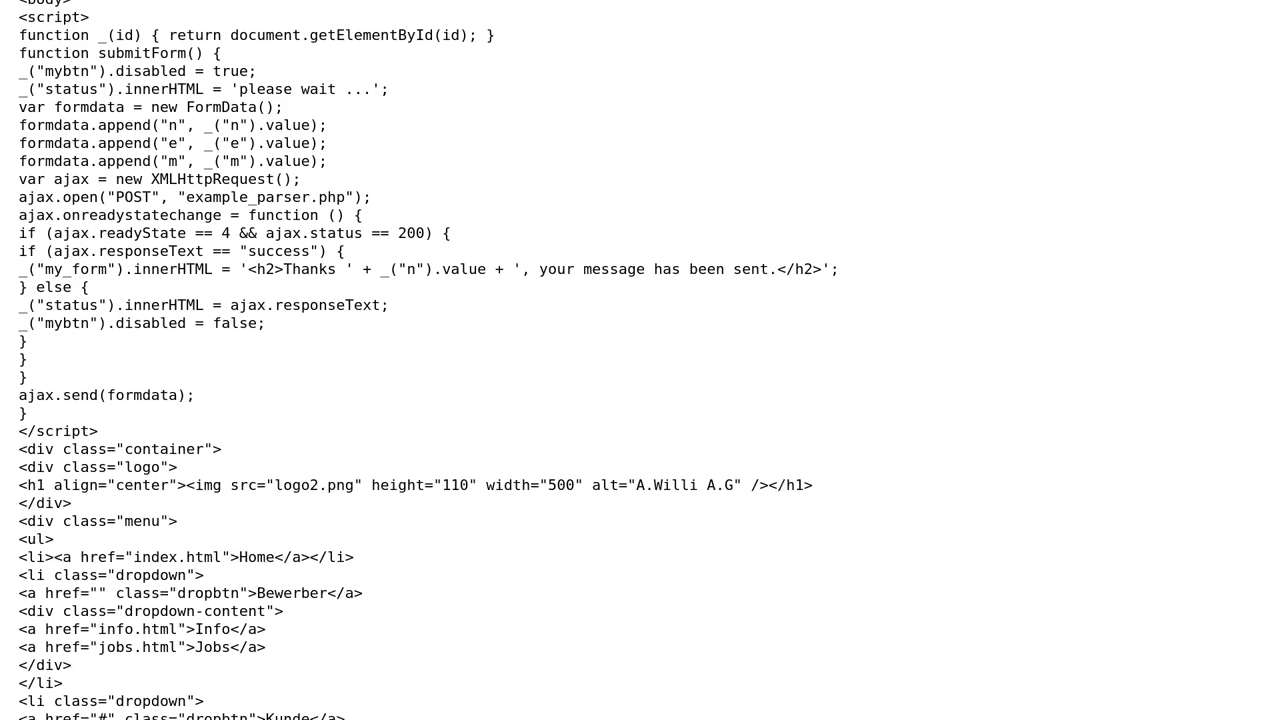 <body>
<script>
function _(id) { return document.getElementById(id); }
function submitForm() {
_("mybtn").disabled = true;
_("status").innerHTML = 'please wait ...';
var formdata = new FormData();
formdata.append("n", _("n").value);
formdata.append("e", _("e").value);
formdata.append("m", _("m").value);
var ajax = new XMLHttpRequest();
ajax.open("POST", "example_parser.php");
ajax.onreadystatechange = function () {
if (ajax.readyState == 4 && ajax.status == 200) {
if (ajax.responseText == "success") {
_("my_form").innerHTML = '<h2>Thanks ' + _("n").value + ', your message has been sent.</h2>';
} else {
_("status").innerHTML = ajax.responseText;
_("mybtn").disabled = false;
}
}
}
ajax.send(formdata);
}
</script>
<div class="container">
<div class="logo">
<h1 align="center"><img src="logo2.png" height="110" width="500" alt="A.Willi A.G" /></h1>
</div>
<div class="menu">
<ul>
<li><a href="index.html">Home</a></li>
<li class="dropdown">
<a href="" class="dropbtn">Bewerber</a>
<div class="dropdown-content">
<a href="info.html">Info</a>
<a href="jobs.html">Jobs</a>
</div>
</li>
<li class="dropdown">
<a href="#" class="dropbtn">Kunde</a>